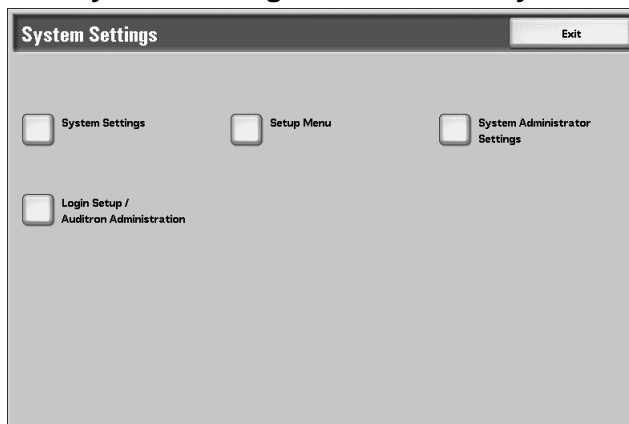 System Settings
Exit
System Settings
Setup Menu
System Administrator
Settings
Login Setup /
Auditron Administration